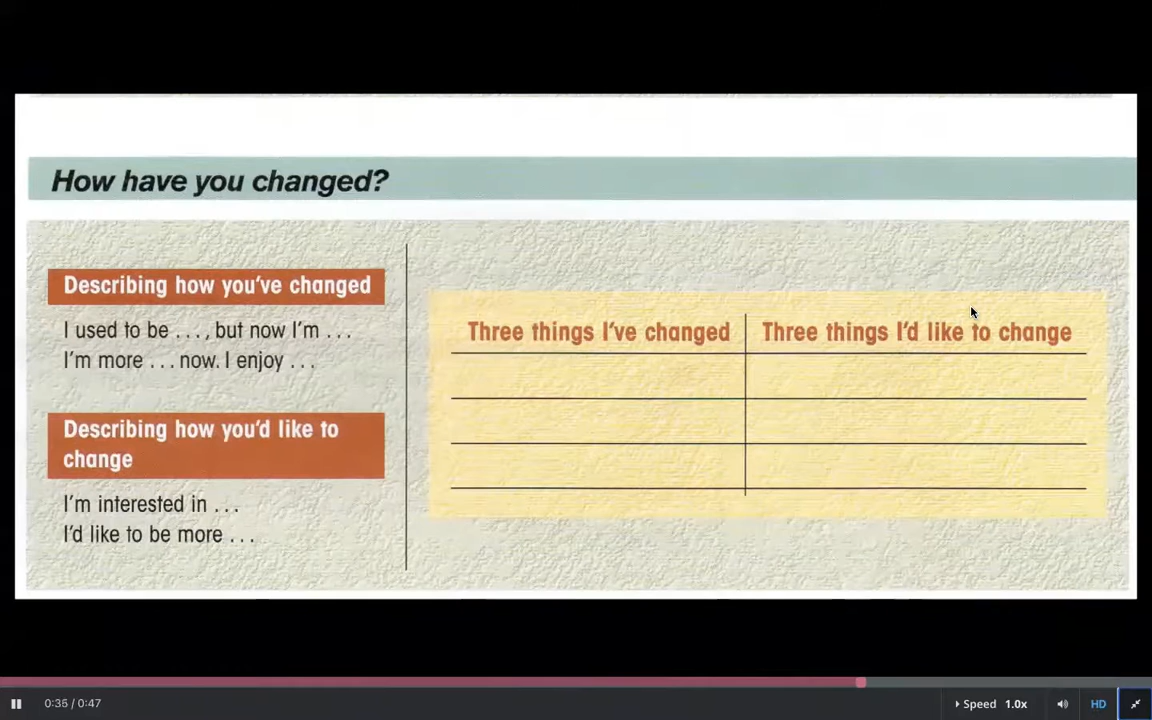 How have you changed?
Describing how you've changed
I used to be . . . , but now I'm . . .
I'm more . . . now. I enjoy . . .
Describing how you'd like to
change
I'm interested in . . .
I'd like to be more . . .
Three things I've changed
Three things I'd like to change
0:36 / 0:47
Speed 1.0x
HD